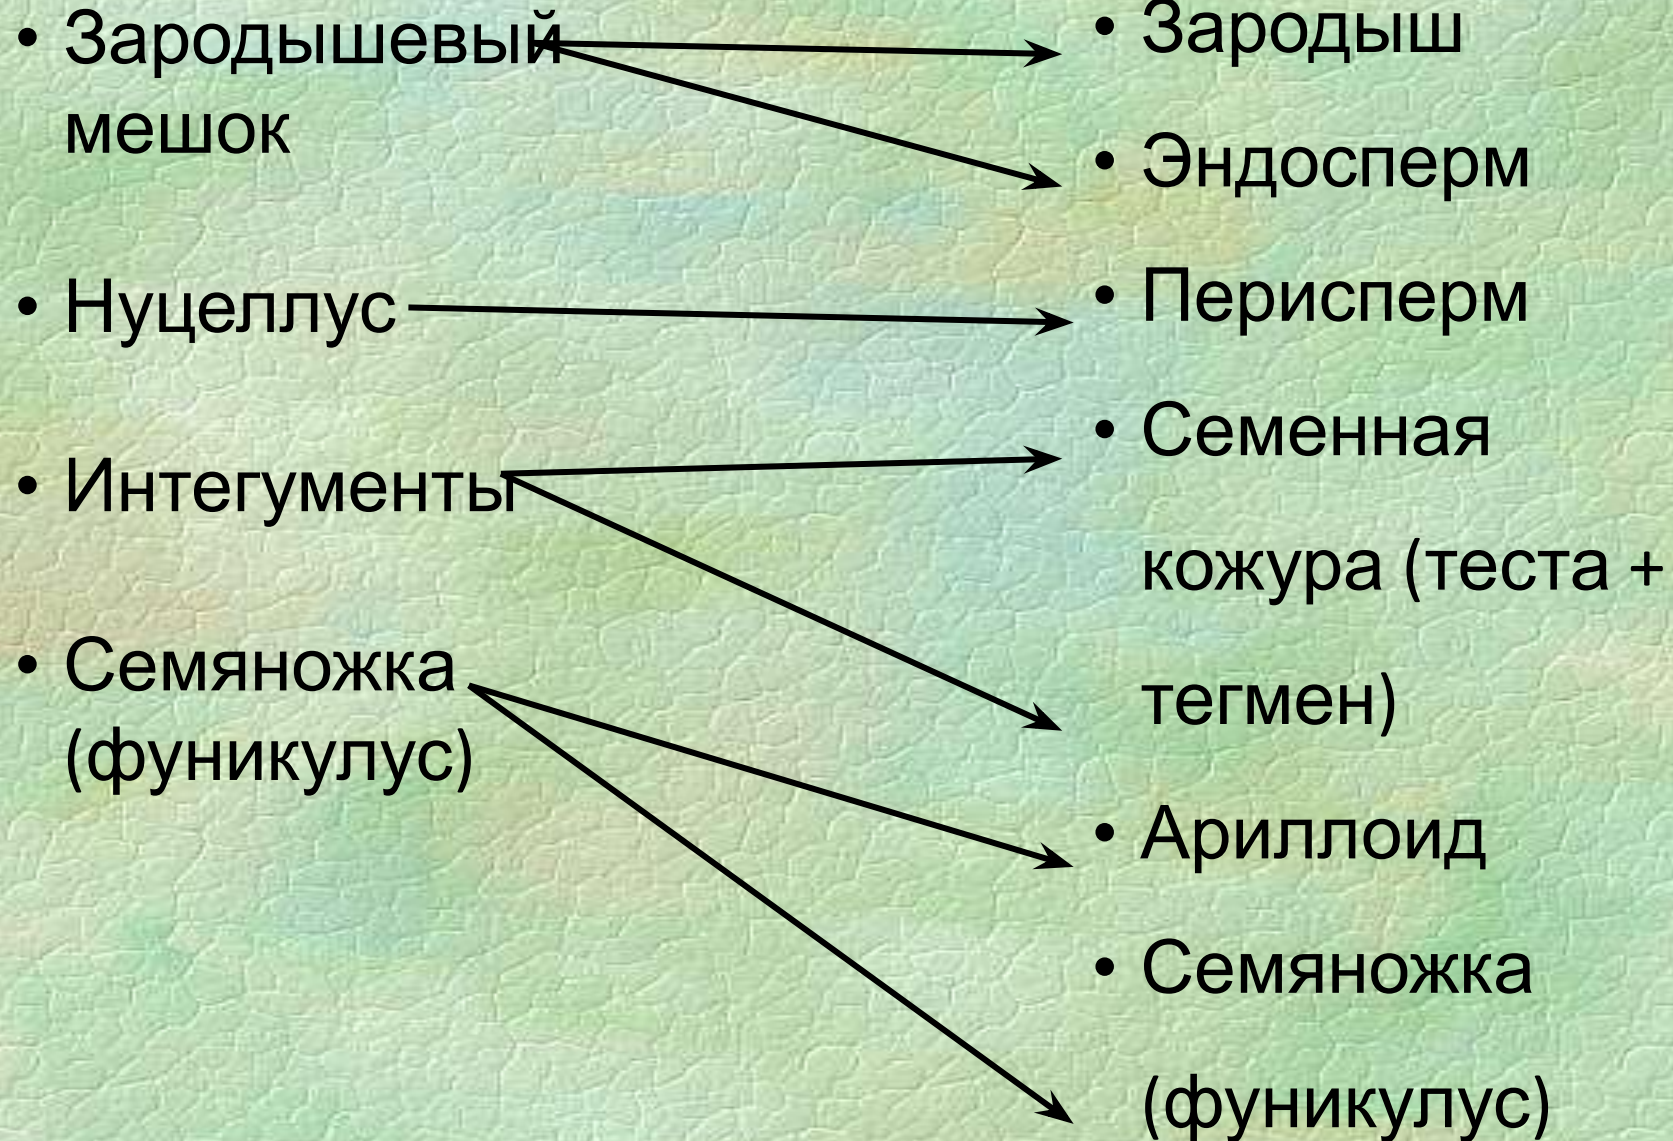 • Зародышевый
мешок
• Нуцеллус
• Интегументы
• Семяножка
(фуникулус)
• Зародыш
• Эндосперм
• Перисперм
• Семенная
кожура (теста +
тегмен)
• Ариллоид
• Семяножка
(фуникулус)